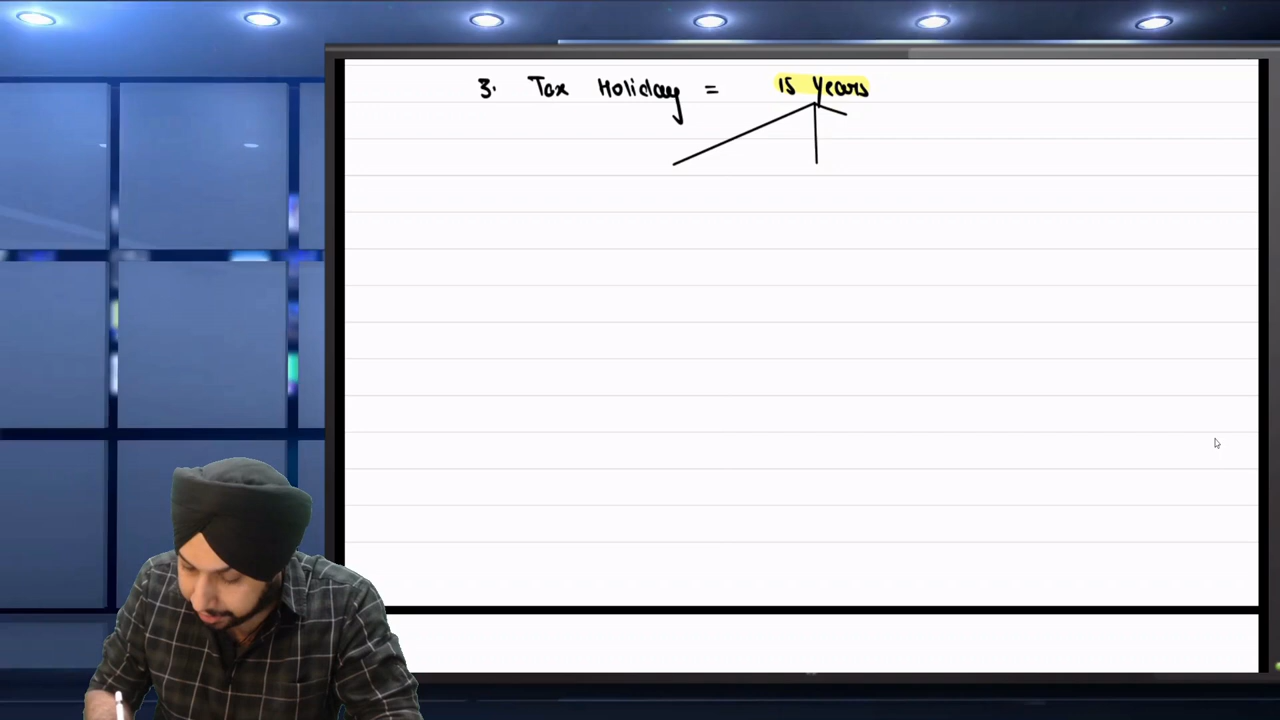 3. Tax Holiday = 15 Years